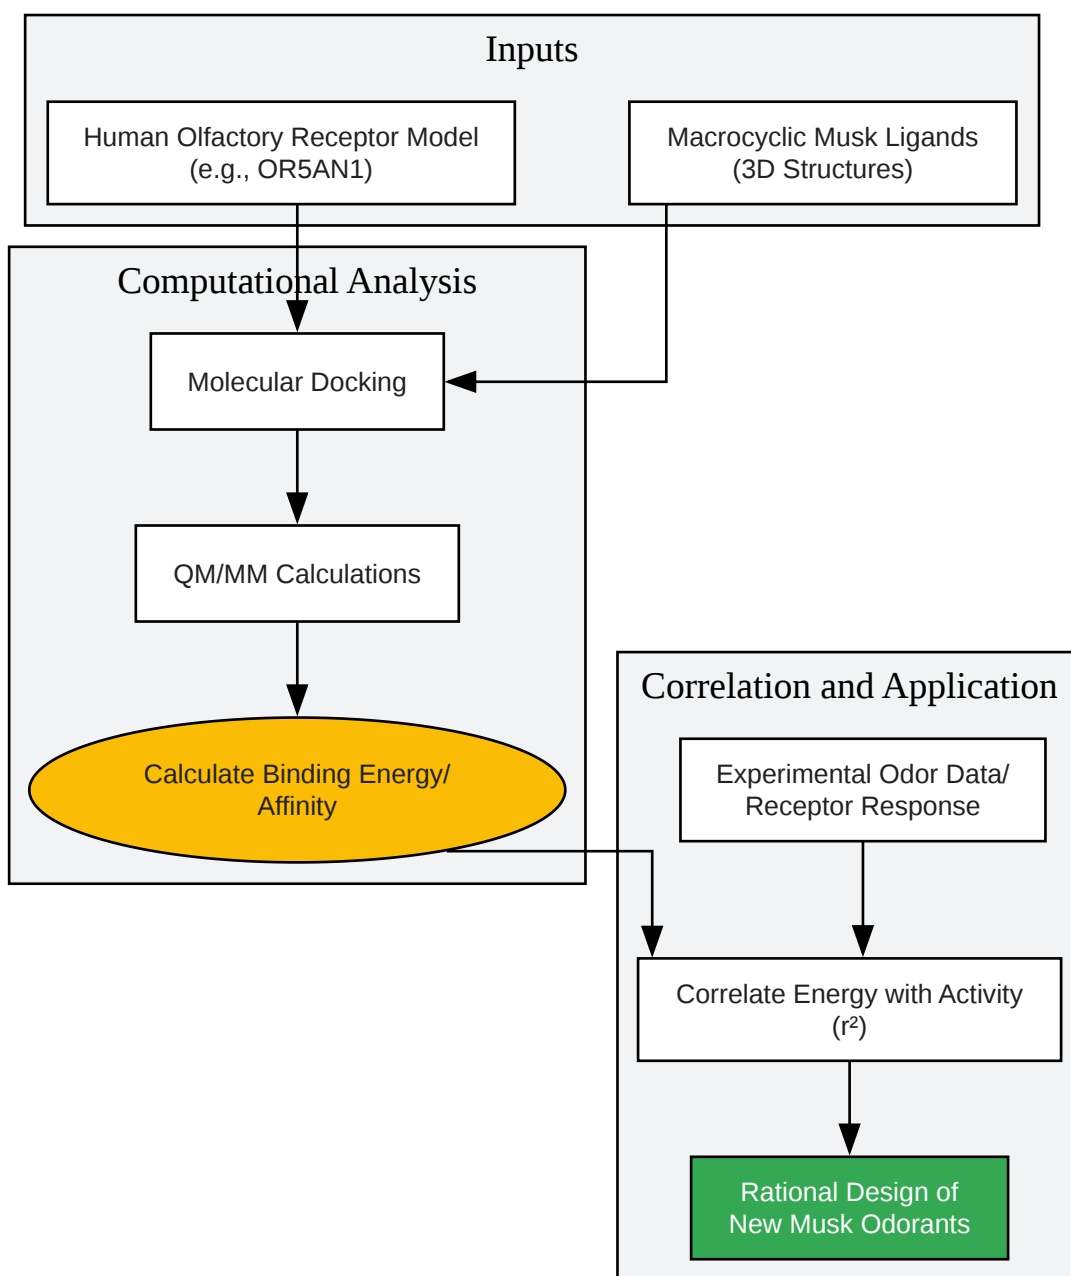 Inputs
Human Olfactory Receptor Model
(e.g., OR5AN1)
Macrocyclic Musk Ligands
(3D Structures)
Computational Analysis
Molecular Docking
QM/MM Calculations
Calculate Binding Energy/
Affinity
Correlation and Application
Experimental Odor Data/
Receptor Response
Correlate Energy with Activity
(r²)
Rational Design of
New Musk Odorants